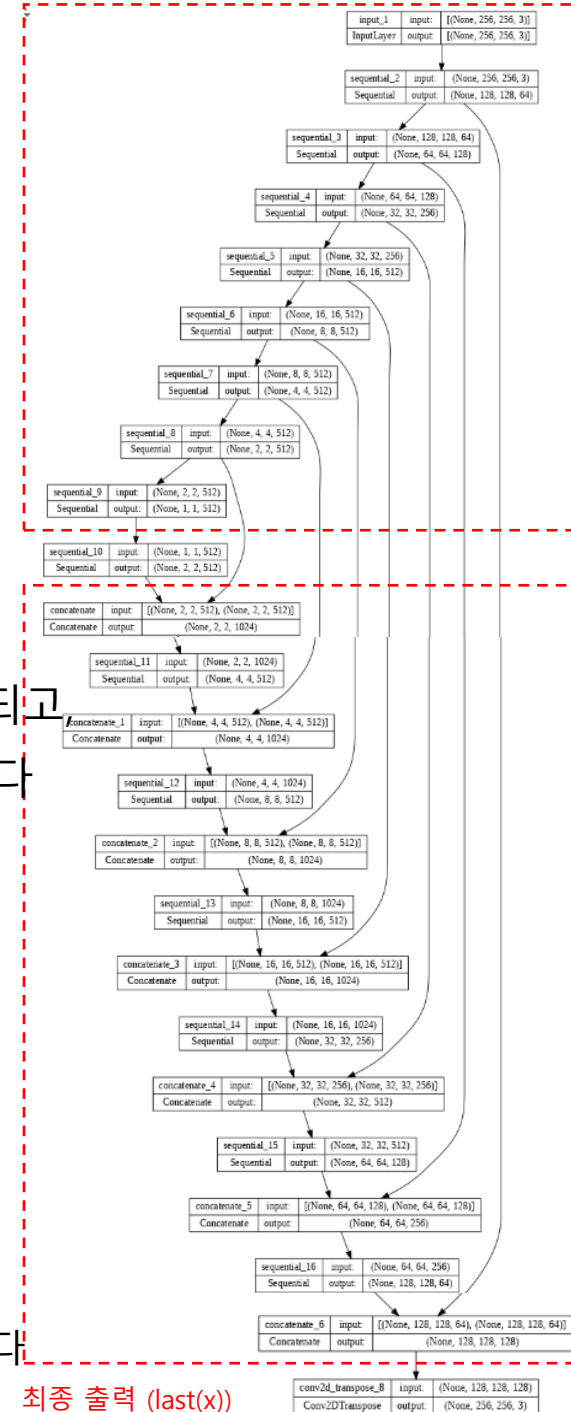 input_1 input: [(None, 256, 256, 3)]
InputLayer output: [(None, 256, 256, 3)]
sequential_2 input: (None, 256, 256, 3)
Sequential output: (None, 128, 128, 64)
sequential_3 input: (None, 128, 128, 64)
Sequential output: (None, 64, 64, 128)
sequential_4 input: (None, 64, 64, 128)
Sequential output: (None, 32, 32, 256)
sequential_5 input: (None, 32, 32, 256)
Sequential output: (None, 16, 16, 512)
sequential_6 input: (None, 16, 16, 512)
Sequential output: (None, 8, 8, 512)
sequential_7 input: (None, 8, 8, 512)
Sequential output: (None, 4, 4, 512)
sequential_8 input: (None, 4, 4, 512)
Sequential output: (None, 2, 2, 512)
sequential_9 input: (None, 2, 2, 512)
Sequential output: (None, 1, 1, 512)
sequential_10 input: (None, 1, 1, 512)
Sequential output: (None, 2, 2, 512)
concatenate input: [(None, 2, 2, 512), (None, 2, 2, 512)]
Concatenate output: (None, 2, 2, 1024)
sequential_11 input: (None, 2, 2, 1024)
Sequential output: (None, 4, 4, 512)
되고,
concatenate_1 input: [(None, 4, 4, 512), (None, 4, 4, 512)]
Concatenate output: (None, 4, 4, 1024)
다
sequential_12 input: (None, 4, 4, 1024)
Sequential output: (None, 8, 8, 512)
concatenate_2 input: [(None, 8, 8, 512), (None, 8, 8, 512)]
Concatenate output: (None, 8, 8, 1024)
sequential_13 input: (None, 8, 8, 1024)
Sequential output: (None, 16, 16, 512)
concatenate_3 input: [(None, 16, 16, 512), (None, 16, 16, 512)]
Concatenate output: (None, 16, 16, 1024)
sequential_14 input: (None, 16, 16, 1024)
Sequential output: (None, 32, 32, 256)
concatenate_4 input: [(None, 32, 32, 256), (None, 32, 32, 256)]
Concatenate output: (None, 32, 32, 512)
sequential_15 input: (None, 32, 32, 512)
Sequential output: (None, 64, 64, 128)
concatenate_5 input: [(None, 64, 64, 128), (None, 64, 64, 128)]
Concatenate output: (None, 64, 64, 256)
sequential_16 input: (None, 64, 64, 256)
Sequential output: (None, 128, 128, 64)
concatenate_6 input: [(None, 128, 128, 64), (None, 128, 128, 64)]
Concatenate output: (None, 128, 128, 128)
다
conv2d_transpose_8 input: (None, 128, 128, 128)
Conv2DTranspose output: (None, 256, 256, 3)
최종 출력 (last(x))